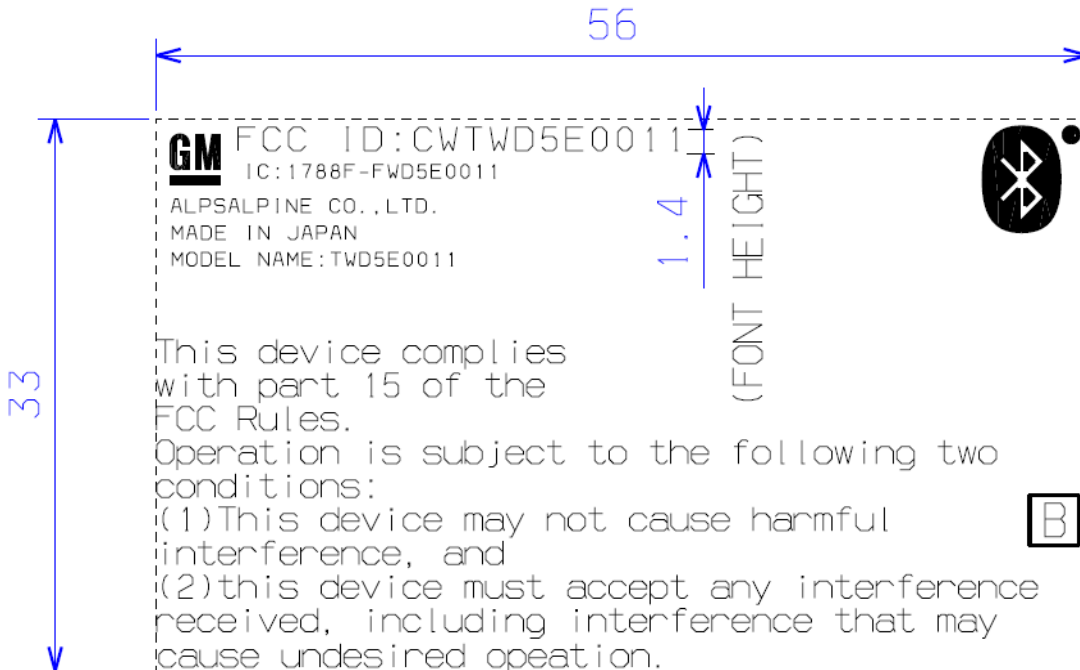 56
GM
FCC ID:CWTWD5E0011
IC:1788F-FWD5E0011
ALPSALPINE CO.,LTD.
MADE IN JAPAN
MODEL NAME:TWD5E0011
1.4
(FONT HEIGHT)
33
This device complies
with part 15 of the
FCC Rules.
Operation is subject to the following two
conditions:
(1)This device may not cause harmful
interference, and
(2)this device must accept any interference
received, including interference that may
cause undesired opeation.
B